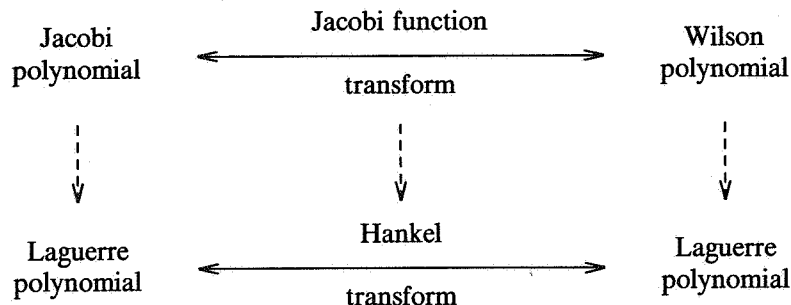 Jacobi
polynomial
Jacobi function
transform
Wilson
polynomial
Laguerre
polynomial
Hankel
transform
Laguerre
polynomial